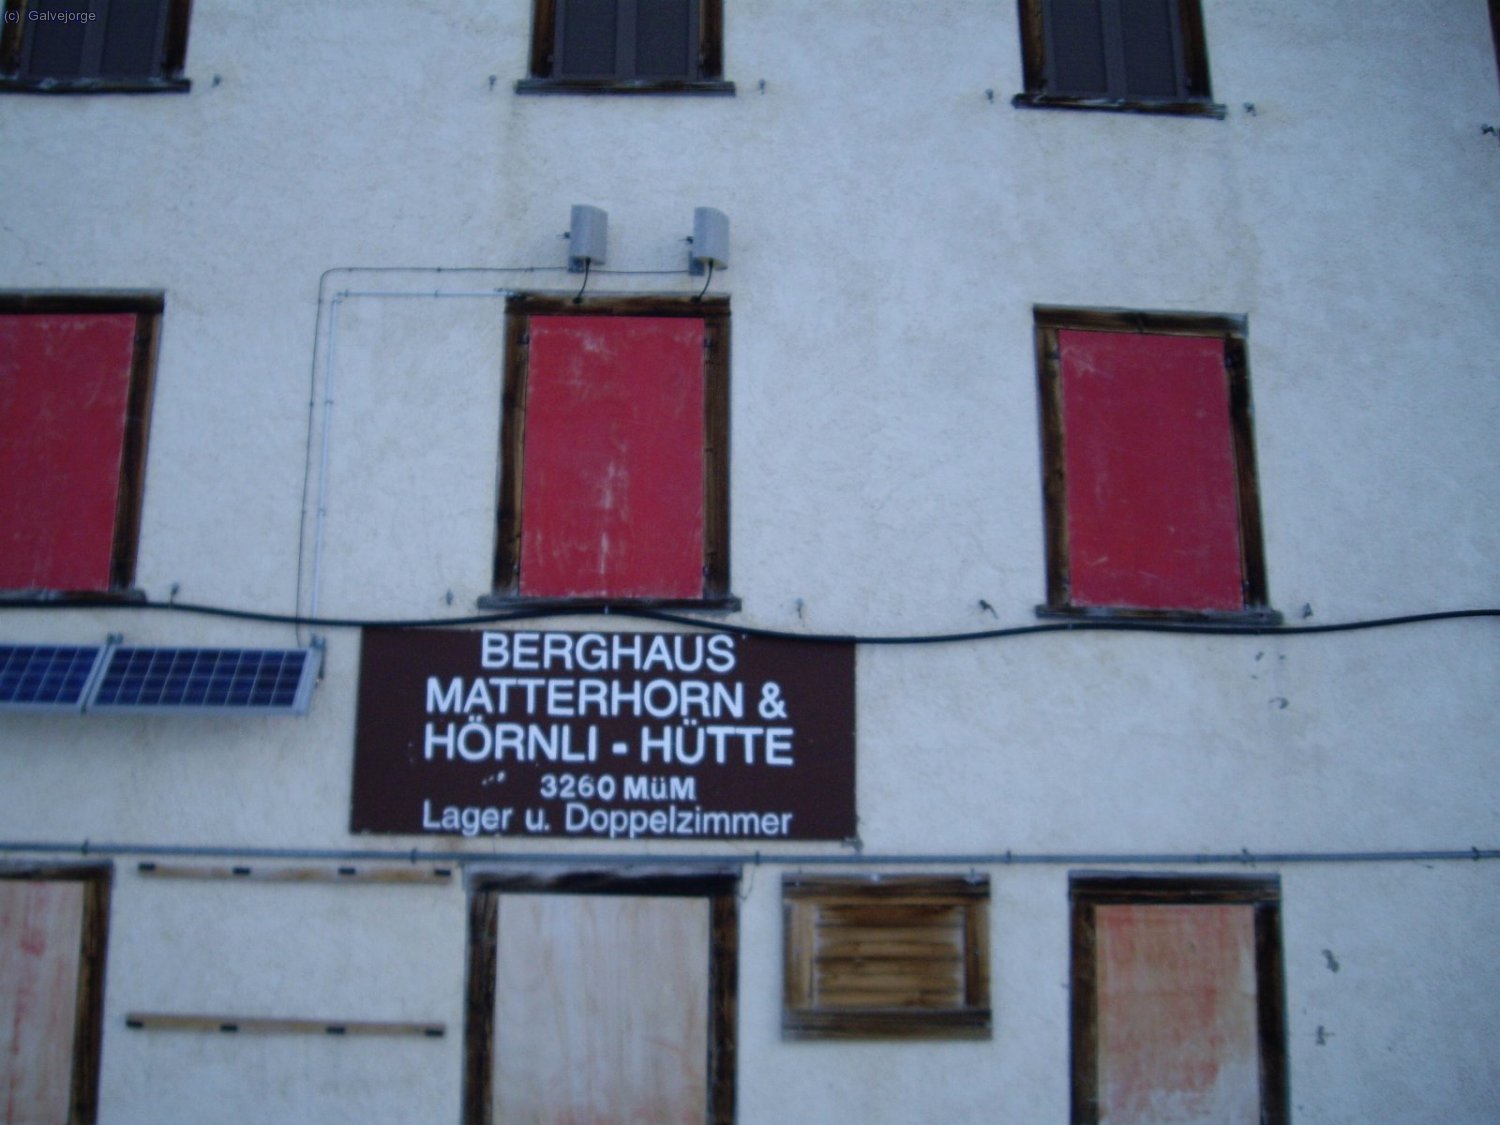 (c) Galvejorge
BERGHAUS
MATTERHORN &
HÖRNLI - HÜTTE
3260 MüM
Lager u. Doppelzimmer